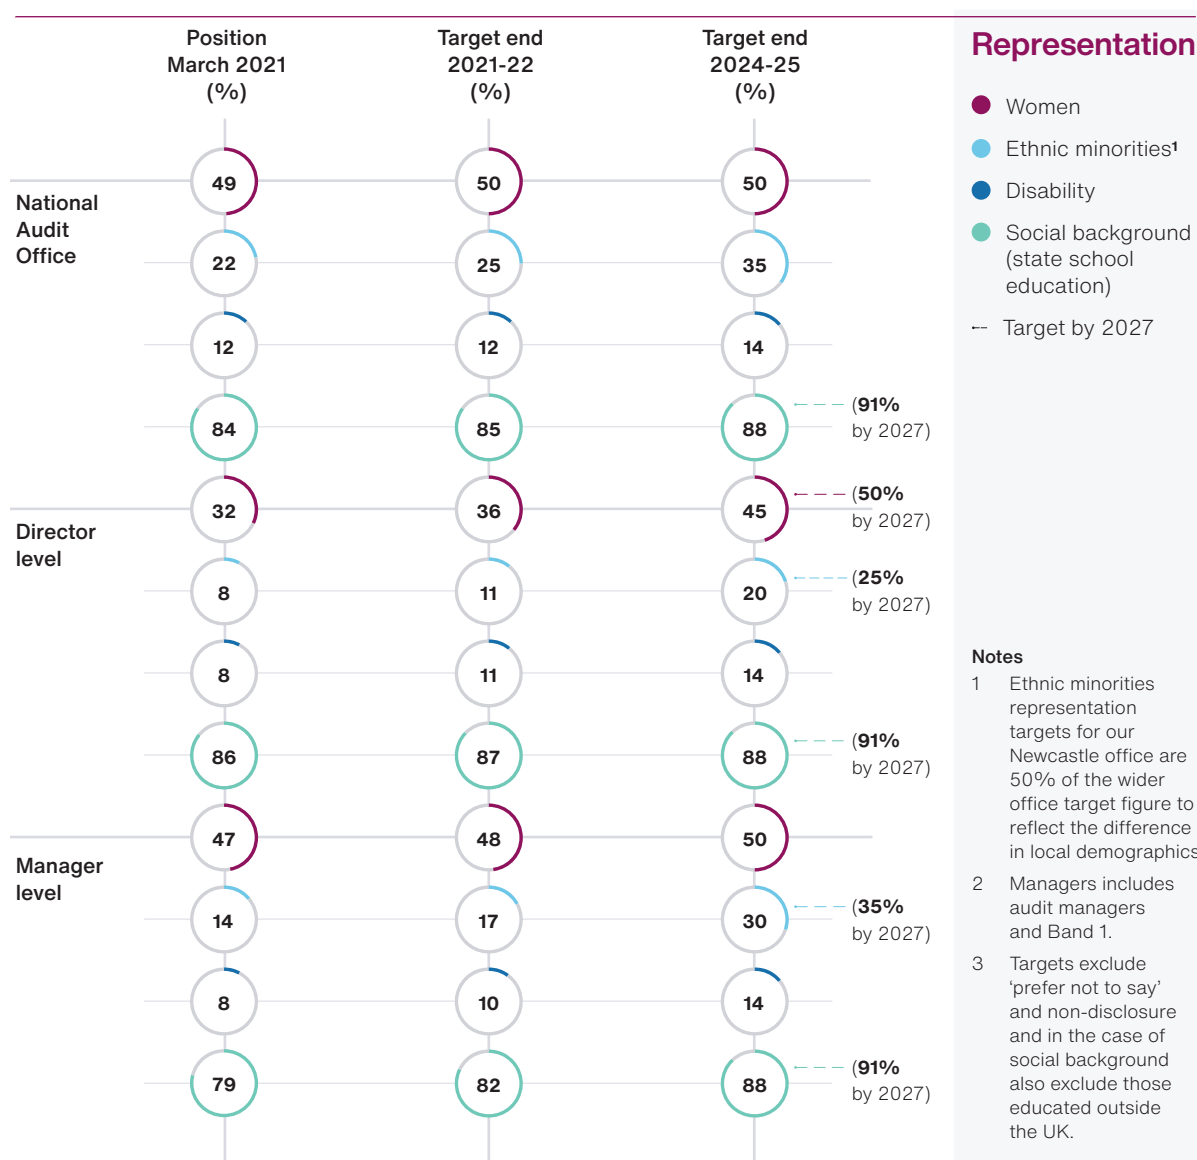 Position
March 2021
(%)
Target end
2021-22
(%)
Target end
2024-25
(%)
National
Audit
Office
49
50
50
22
25
35
12
12
14
84
85
88
(91%
by 2027)
Director
level
32
36
45
(50%
by 2027)
8
11
20
(25%
by 2027)
8
11
14
86
87
88
(91%
by 2027)
Manager
level
47
48
50
14
17
30
(35%
by 2027)
8
10
14
79
82
88
(91%
by 2027)
Representation
Women
Ethnic minorities1
Disability
Social background
(state school
education)
Target by 2027
Notes
1 Ethnic minorities
representation
targets for our
Newcastle office are
50% of the wider
office target figure to
reflect the difference
in local demographics
2 Managers includes
audit managers
and Band 1.
3 Targets exclude
‘prefer not to say’
and non-disclosure
and in the case of
social background
also exclude those
educated outside
the UK.